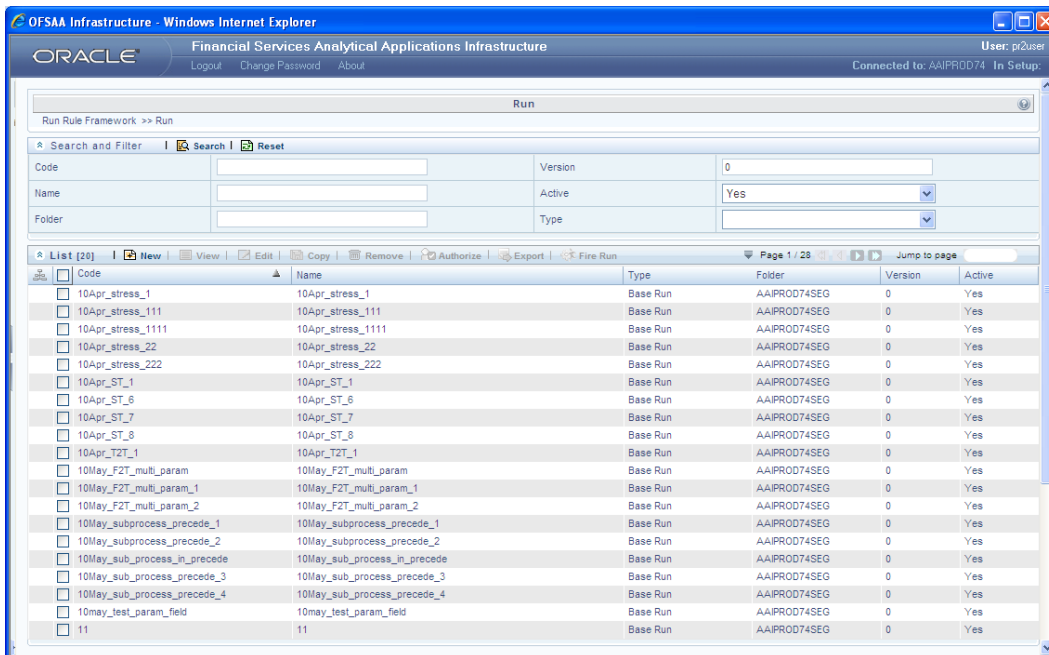 OFSAA Infrastructure - Windows Internet Explorer
ORACLE Financial Services Analytical Applications Infrastructure User: pr2user
Logout Change Password About Connected to: AAIPROD74 In Setup:
Run
Run Rule Framework >> Run
Search and Filter | Search | Reset
Code Version 0
Name Active Yes
Folder Type
List [20] | New | View | Edit | Copy | Remove | Authorize | Export | Fire Run Page 1 / 28 Jump to page
Code Name Type Folder Version Active
10Apr_stress_1 10Apr_stress_1 Base Run AAIPROD74SEG 0 Yes
10Apr_stress_111 10Apr_stress_111 Base Run AAIPROD74SEG 0 Yes
10Apr_stress_1111 10Apr_stress_1111 Base Run AAIPROD74SEG 0 Yes
10Apr_stress_22 10Apr_stress_22 Base Run AAIPROD74SEG 0 Yes
10Apr_stress_222 10Apr_stress_222 Base Run AAIPROD74SEG 0 Yes
10Apr_ST_1 10Apr_ST_1 Base Run AAIPROD74SEG 0 Yes
10Apr_ST_6 10Apr_ST_6 Base Run AAIPROD74SEG 0 Yes
10Apr_ST_7 10Apr_ST_7 Base Run AAIPROD74SEG 0 Yes
10Apr_ST_8 10Apr_ST_8 Base Run AAIPROD74SEG 0 Yes
10Apr_T2T_1 10Apr_T2T_1 Base Run AAIPROD74SEG 0 Yes
10May_F2T_multi_param 10May_F2T_multi_param Base Run AAIPROD74SEG 0 Yes
10May_F2T_multi_param_1 10May_F2T_multi_param_1 Base Run AAIPROD74SEG 0 Yes
10May_F2T_multi_param_2 10May_F2T_multi_param_2 Base Run AAIPROD74SEG 0 Yes
10May_subprocess_precede_1 10May_subprocess_precede_1 Base Run AAIPROD74SEG 0 Yes
10May_subprocess_precede_2 10May_subprocess_precede_2 Base Run AAIPROD74SEG 0 Yes
10May_sub_process_in_precede 10May_sub_process_in_precede Base Run AAIPROD74SEG 0 Yes
10May_sub_process_precede_3 10May_sub_process_precede_3 Base Run AAIPROD74SEG 0 Yes
10May_sub_process_precede_4 10May_sub_process_precede_4 Base Run AAIPROD74SEG 0 Yes
10may_test_param_field 10may_test_param_field Base Run AAIPROD74SEG 0 Yes
11 11 Base Run AAIPROD74SEG 0 Yes